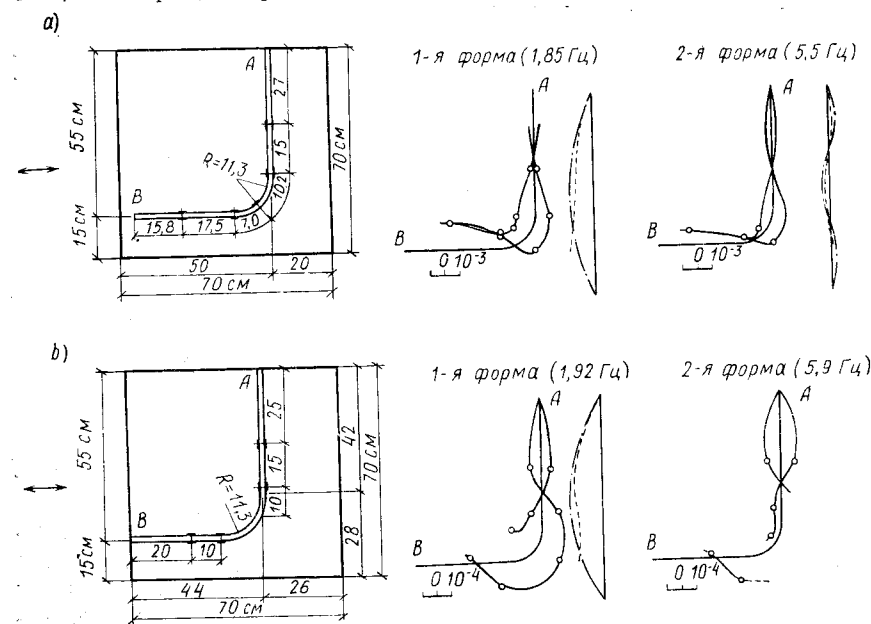 a)
1-я форма (1,85 Гц)
2-я форма (5,5 Гц)
A
A
A
55 см
27
15
R=11,3
10,2
70 см
B
15 см
15,8
17,5
7,0
50
20
70 см
B
0 10⁻³
B
0 10⁻³
b)
1-я форма (1,92 Гц)
2-я форма (5,9 Гц)
A
A
A
55 см
25
42
15
70 см
R=11,3
10
28
B
15 см
20
10
44
26
70 см
B
0 10⁻⁴
B
0 10⁻⁴